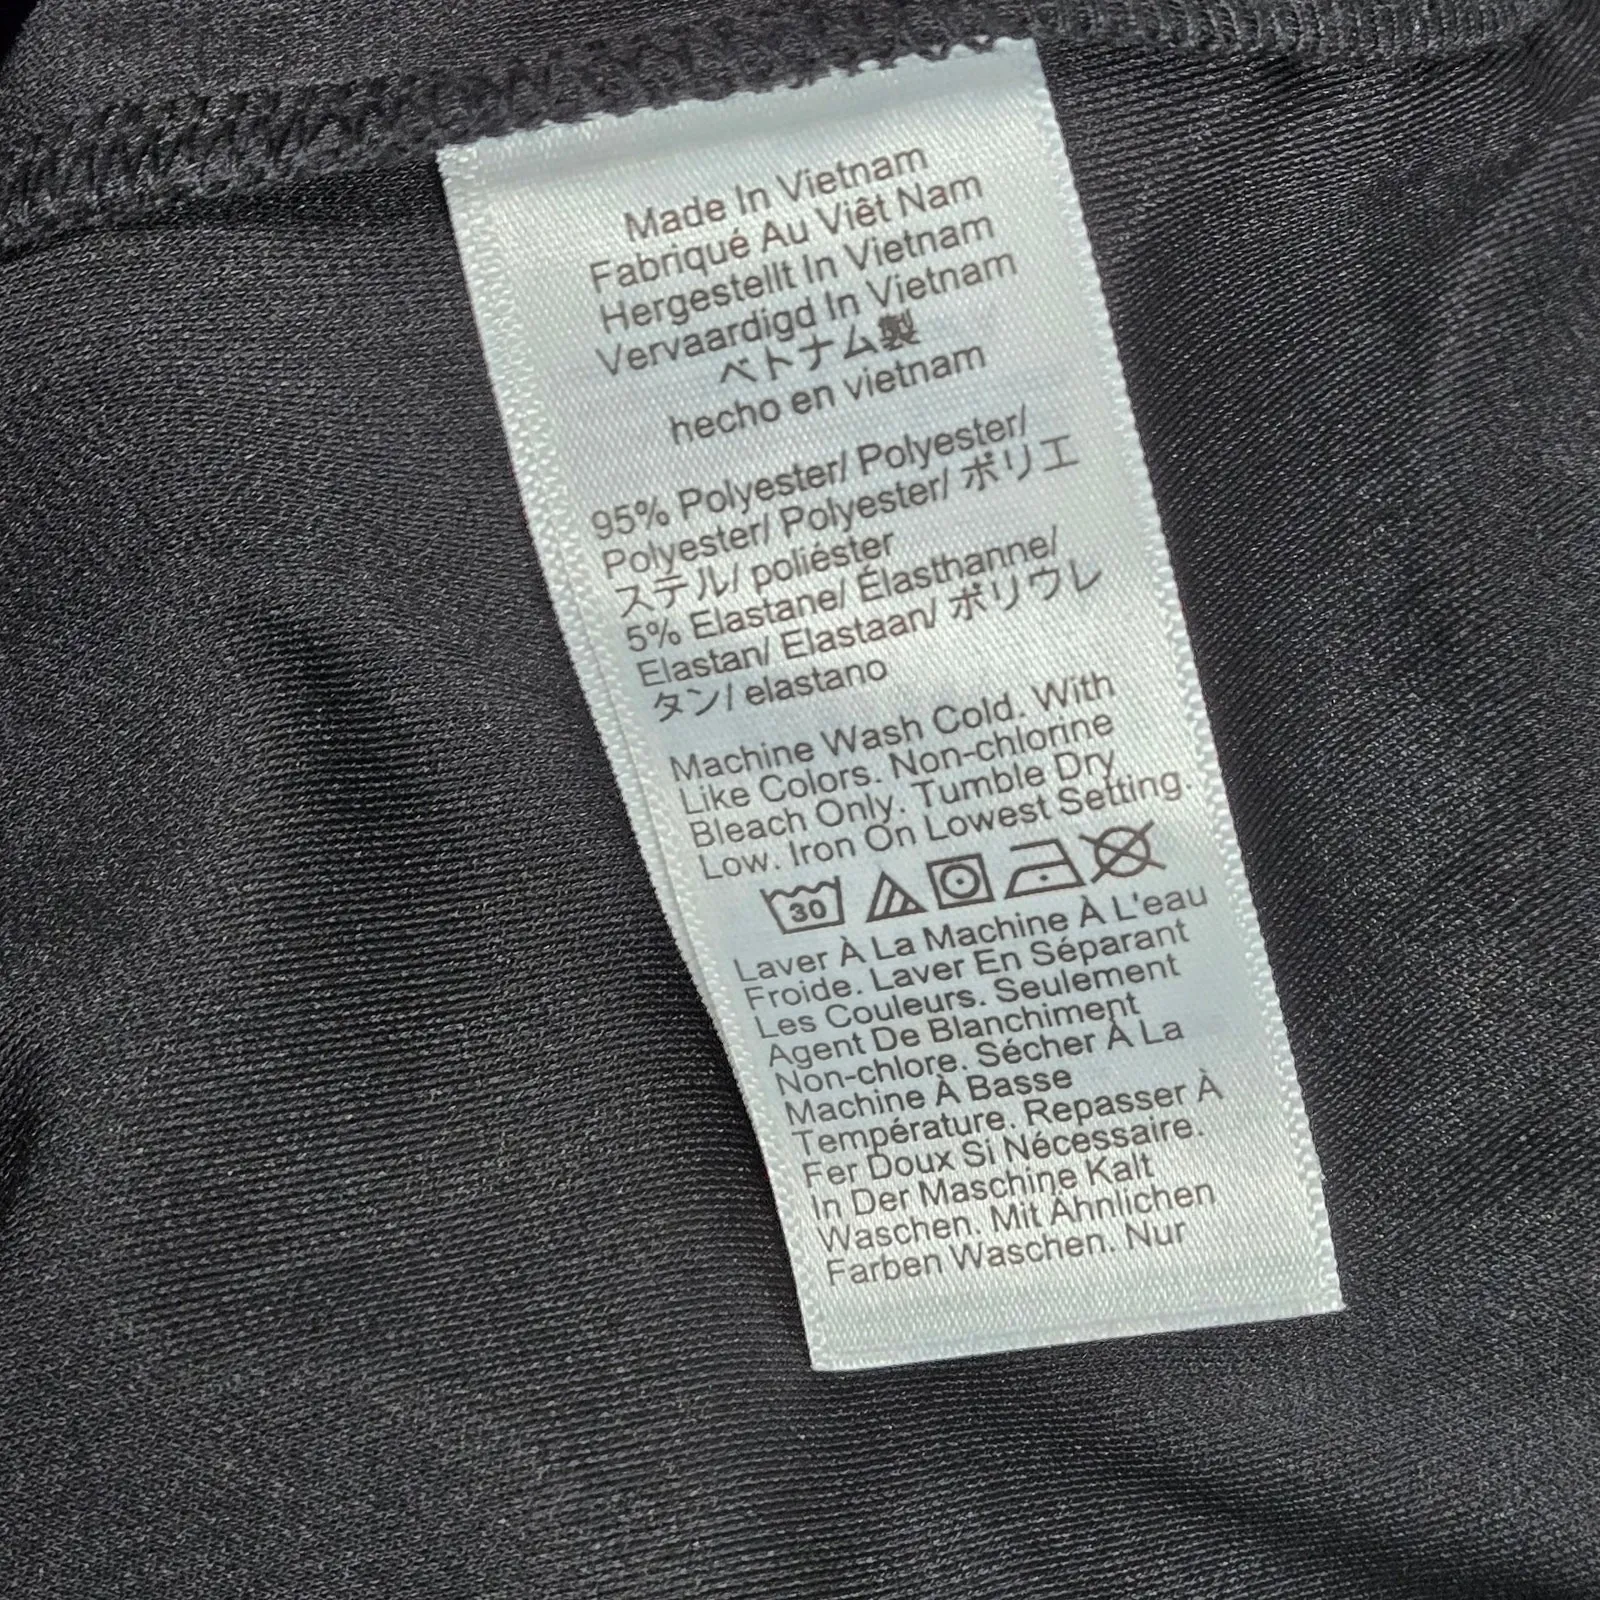 Made In Vietnam
Fabriqué Au Viêt Nam
Hergestellt In Vietnam
Vervaardigd In Vietnam
ベトナム製
hecho en vietnam
95% Polyester/ Polyester/
Polyester/ Polyester/ ポリエ
ステル/ poliéster
5% Elastane/ Élasthanne/
Elastan/ Elastaan/ ポリウレ
タン/ elastano
Machine Wash Cold. With
Like Colors. Non-chlorine
Bleach Only. Tumble Dry
Low. Iron On Lowest Setting.
30
Laver À La Machine À L'eau
Froide. Laver En Séparant
Les Couleurs. Seulement
Agent De Blanchiment
Non-chlore. Sécher À La
Machine À Basse
Température. Repasser À
Fer Doux Si Nécessaire.
In Der Maschine Kalt
Waschen. Mit Ähnlichen
Farben Waschen. Nur